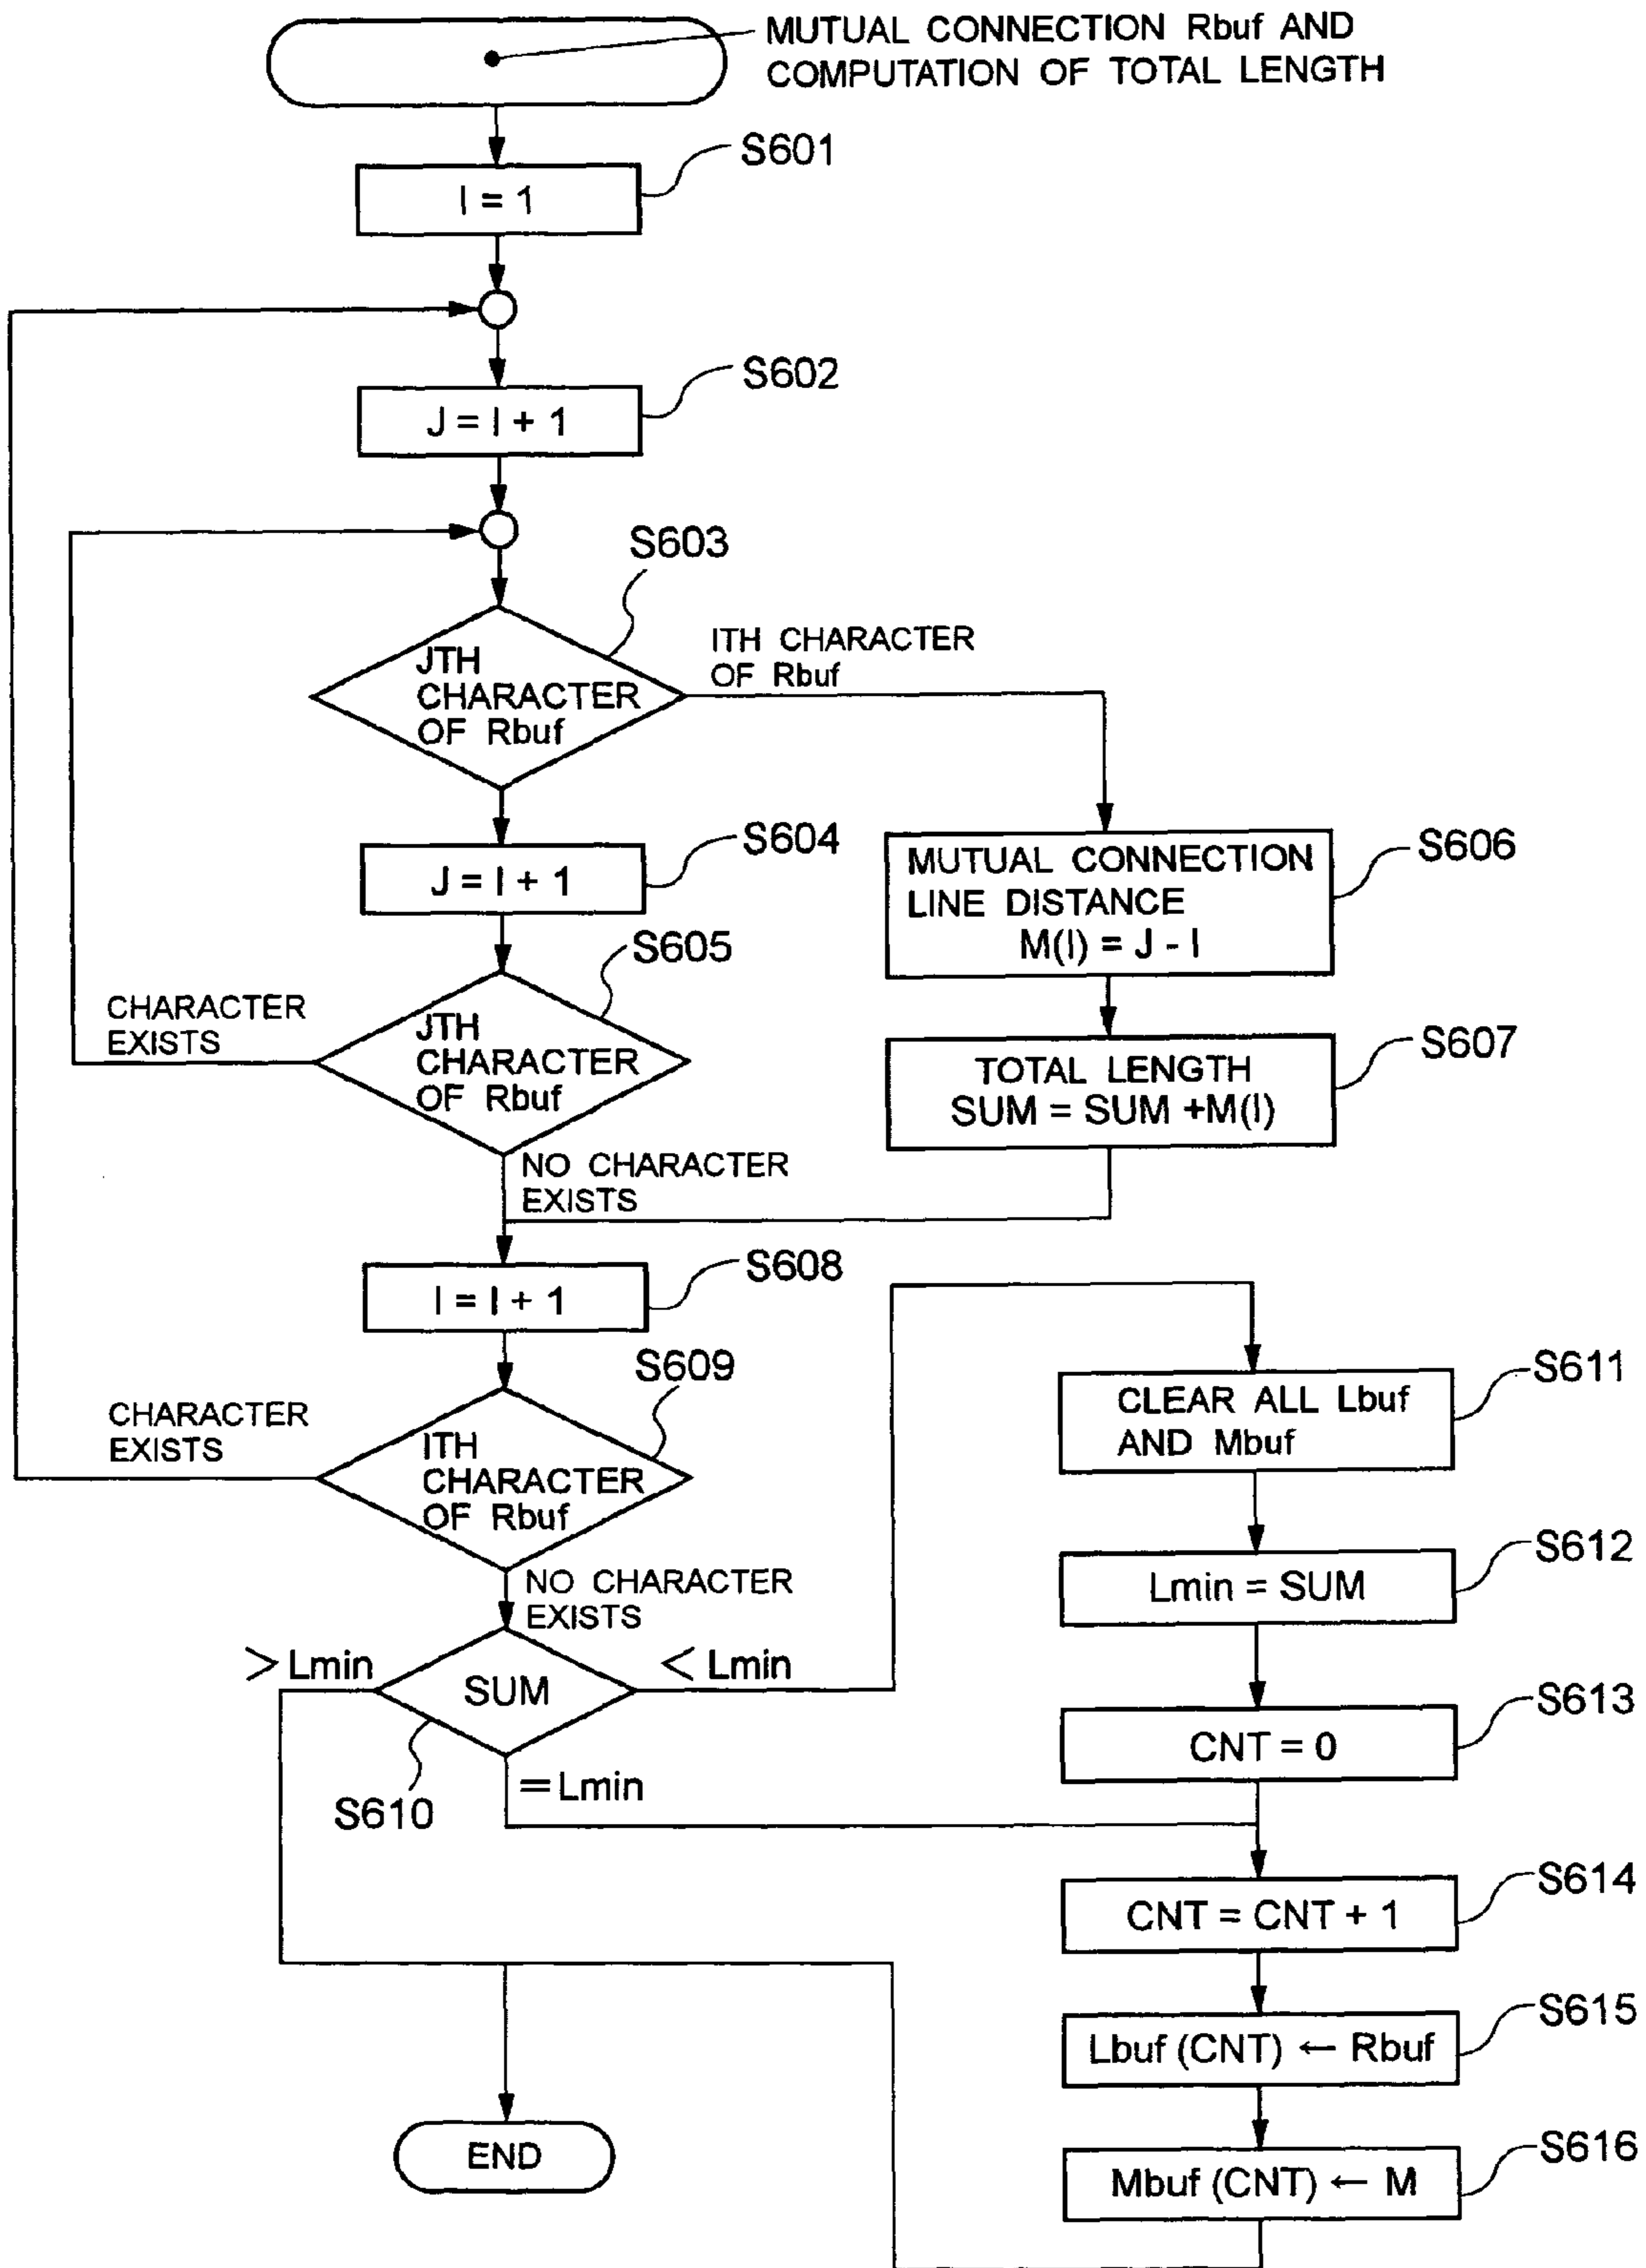 MUTUAL CONNECTION Rbuf AND
COMPUTATION OF TOTAL LENGTH
S601
I = 1
S602
J = I + 1
S603
JTH
CHARACTER
OF Rbuf
ITH CHARACTER
OF Rbuf
S604
J = I + 1
S606
MUTUAL CONNECTION
LINE DISTANCE
M(I) = J - I
S605
CHARACTER
EXISTS
JTH
CHARACTER
OF Rbuf
S607
TOTAL LENGTH
SUM = SUM +M(I)
NO CHARACTER
EXISTS
S608
I = I + 1
S609
CHARACTER
EXISTS
ITH
CHARACTER
OF Rbuf
NO CHARACTER
EXISTS
S611
CLEAR ALL Lbuf
AND Mbuf
S612
Lmin = SUM
> Lmin
SUM
< Lmin
S610
= Lmin
S613
CNT = 0
S614
CNT = CNT + 1
S615
Lbuf (CNT) ← Rbuf
S616
Mbuf (CNT) ← M
END